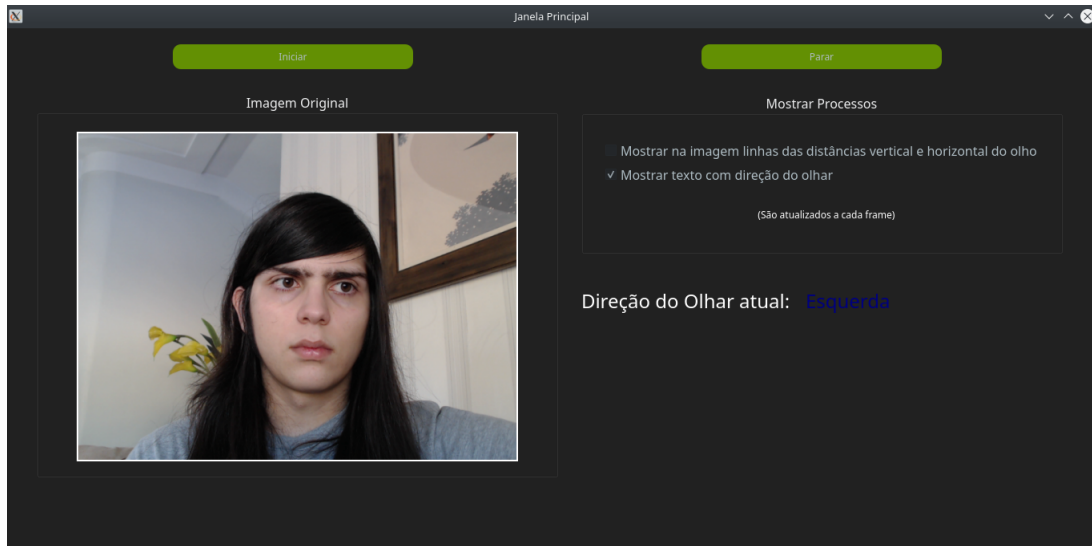 Janela Principal
Iniciar
Parar
Imagem Original
Mostrar Processos
Mostrar na imagem linhas das distâncias vertical e horizontal do olho
Mostrar texto com direção do olhar
(São atualizados a cada frame)
Direção do Olhar atual: Esquerda